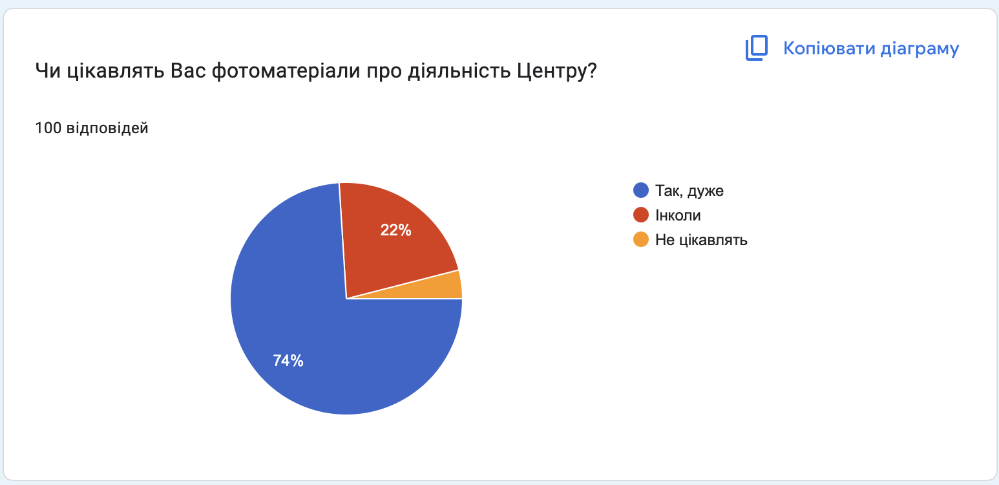 Копіювати діаграму
Чи цікавлять Вас фотоматеріали про діяльність Центру?
100 відповідей
Так, дуже
Інколи
Не цікавлять
22%
74%